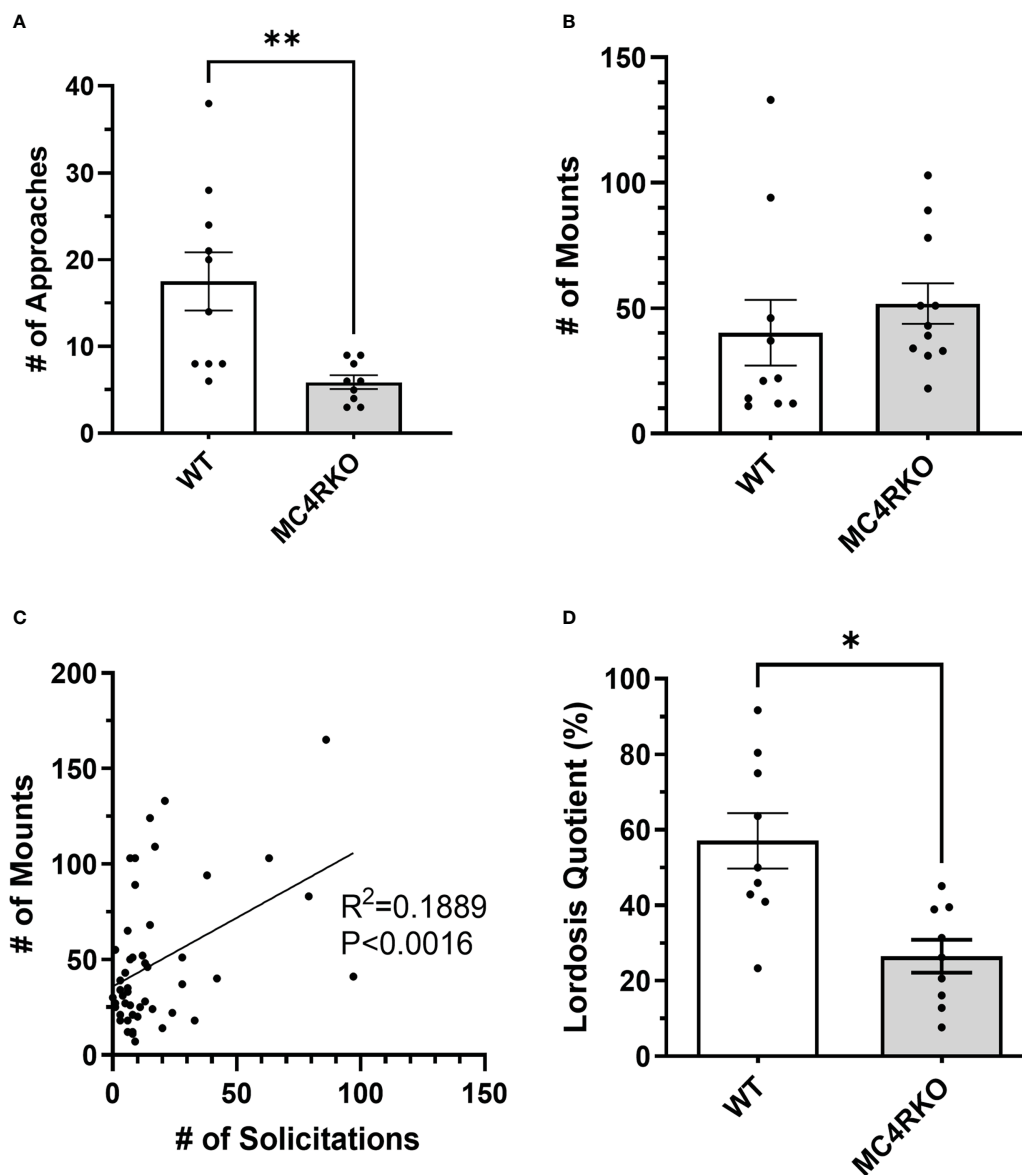 A
**
# of Approaches
40
30
20
10
0
WT
MC4RKO
B
# of Mounts
150
100
50
0
WT
MC4RKO
C
# of Mounts
200
150
100
50
0
R²=0.1889
P<0.0016
0 50 100 150
# of Solicitations
D
*
Lordosis Quotient (%)
100
80
60
40
20
0
WT
MC4RKO